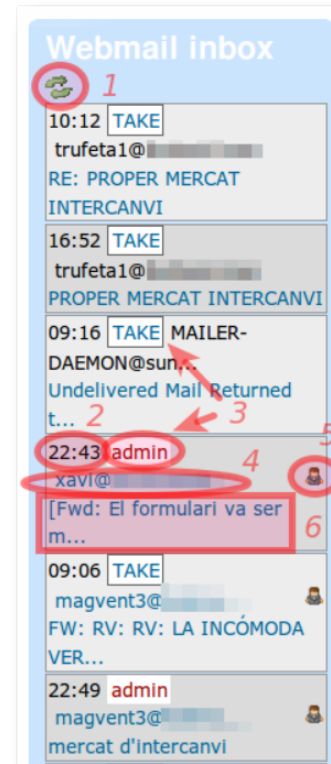 Webmail inbox
1
10:12 TAKE
trufeta1@
RE: PROPER MERCAT
INTERCANVI
16:52 TAKE
trufeta1@
PROPER MERCAT INTERCANVI
09:16 TAKE MAILER-
DAEMON@sun...
Undelivered Mail Returned
t... 2 3
22:43 admin 4 5
xavi@
[Fwd: El formulari va ser 6
m...
09:06 TAKE
magvent3@
FW: RV: RV: LA INCÓMODA
VER...
22:49 admin
magvent3@
mercat d'intercanvi